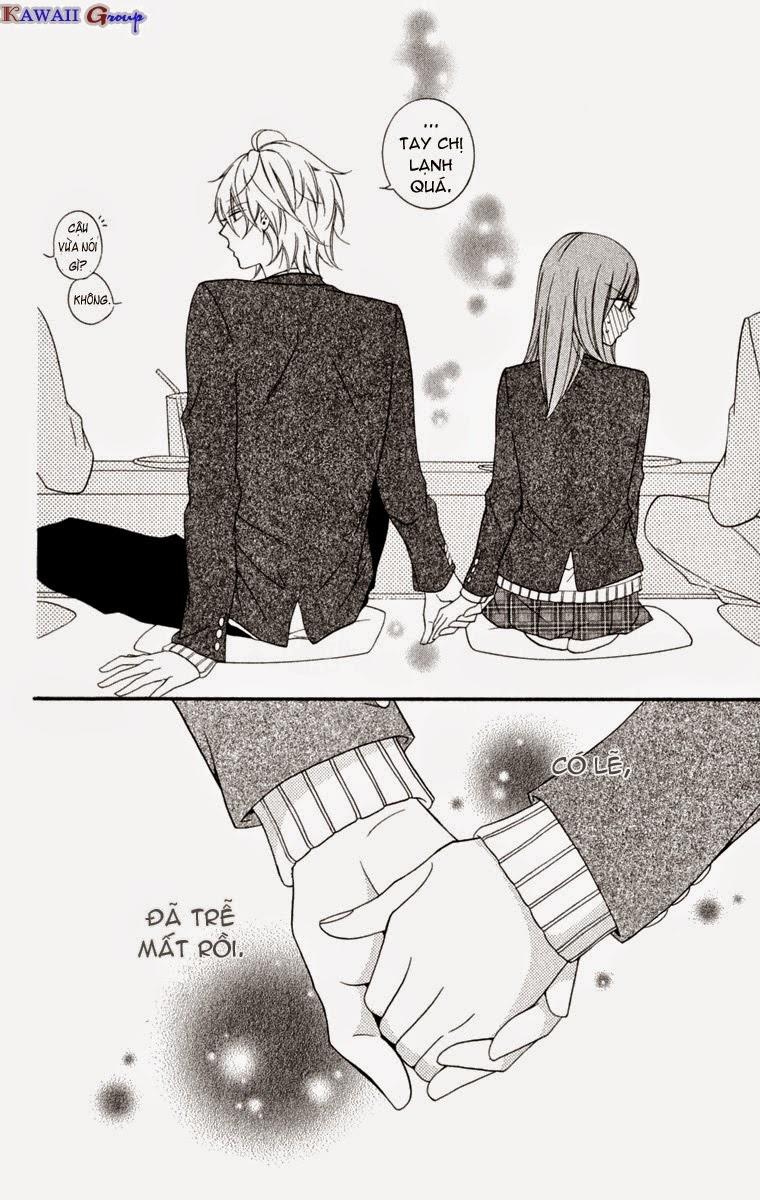 KAWAII Group
...
TAY CHỊ
LẠNH
QUÁ.
CẬU
VỪA NÓI
GÌ?
KHÔNG.
CÓ LẼ,
ĐÃ TRỄ
MẤT RỒI.